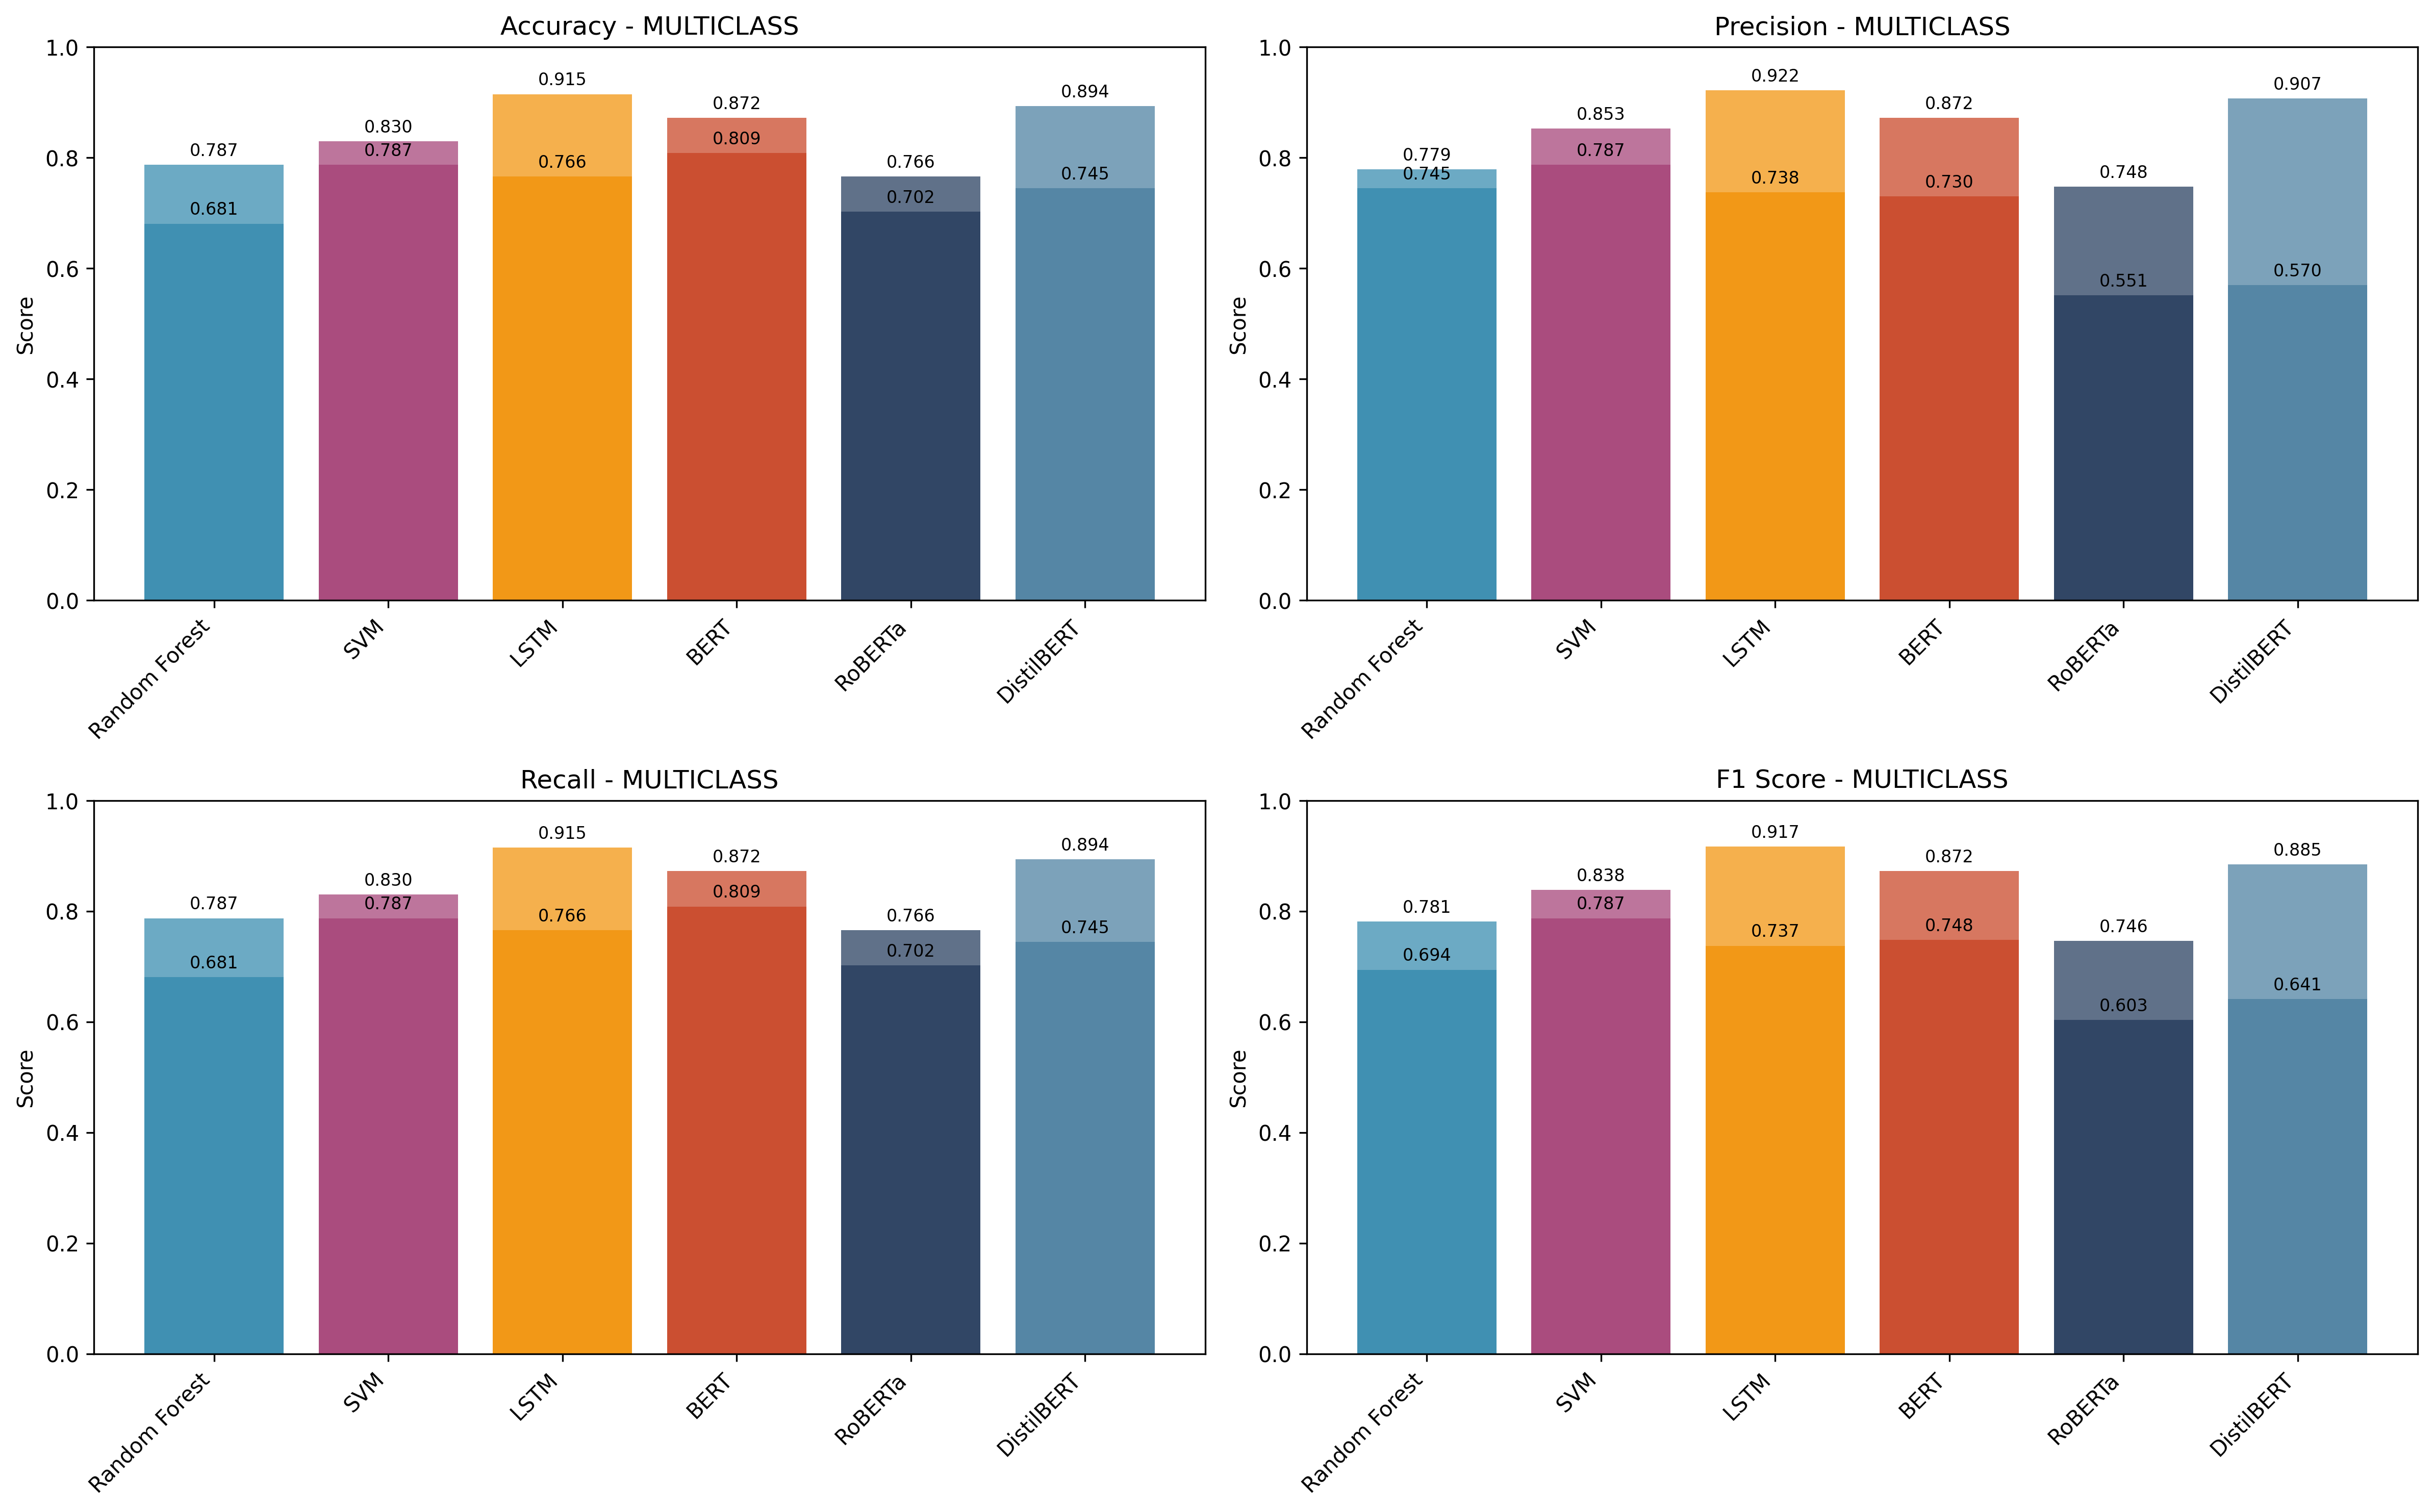 Accuracy - MULTICLASS
1.0
0.8
0.6
0.4
0.2
0.0
Score
0.787
0.681
0.830
0.787
0.915
0.766
0.872
0.809
0.766
0.702
0.894
0.745
Random Forest
SVM
LSTM
BERT
RoBERTa
DistilBERT
Precision - MULTICLASS
1.0
0.8
0.6
0.4
0.2
0.0
Score
0.779
0.745
0.853
0.787
0.922
0.738
0.872
0.730
0.748
0.551
0.907
0.570
Random Forest
SVM
LSTM
BERT
RoBERTa
DistilBERT
Recall - MULTICLASS
1.0
0.8
0.6
0.4
0.2
0.0
Score
0.787
0.681
0.830
0.787
0.915
0.766
0.872
0.809
0.766
0.702
0.894
0.745
Random Forest
SVM
LSTM
BERT
RoBERTa
DistilBERT
F1 Score - MULTICLASS
1.0
0.8
0.6
0.4
0.2
0.0
Score
0.781
0.694
0.838
0.787
0.917
0.737
0.872
0.748
0.746
0.603
0.885
0.641
Random Forest
SVM
LSTM
BERT
RoBERTa
DistilBERT